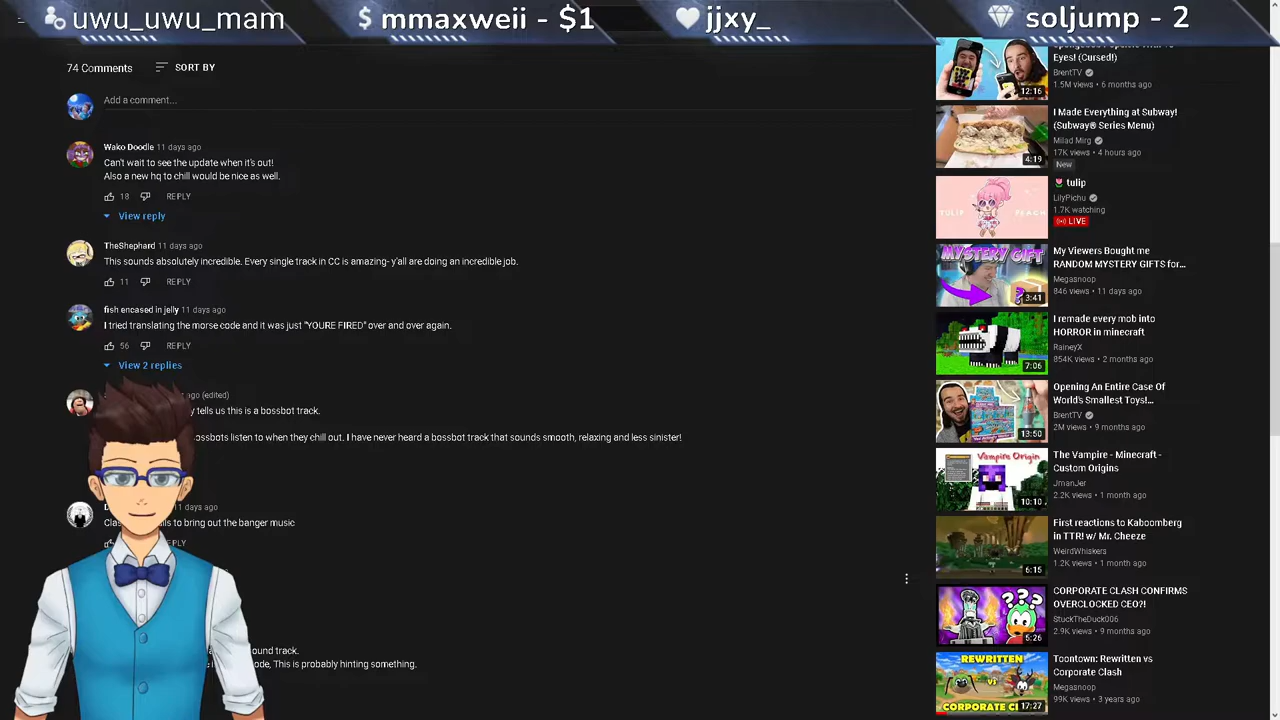 uwu_uwu_mam
$ mmaxweii - $1
jjxy_
soljump - 2
74 Comments
SORT BY
Add a comment...
Wako Doodle 11 days ago
Can't wait to see the update when it's out!
Also a new hq to chill would be nice as well.
18 REPLY
View reply
TheShephard 11 days ago
This sounds absolutely incredible. Every single track in CC is amazing- y'all are doing an incredible job.
11 REPLY
fish encased in jelly 11 days ago
I tried translating the morse code and it was just "YOURE FIRED" over and over again.
56 REPLY
View 2 replies
ago (edited)
tells us this is a bossbot track.
ossbots listen to when they chill out. I have never heard a bossbot track that sounds smooth, relaxing and less sinister!
11 days ago
to bring out the banger music
ound track.
probably hinting something.
Eyes! (Cursed!)
BrentTV
1.5M views • 6 months ago
12:16
I Made Everything at Subway!
(Subway® Series Menu)
Milad Mirg
17K views • 4 hours ago
New
4:19
tulip
LilyPichu
1.7K watching
LIVE
TULIP PEACH
My Viewers Bought me
RANDOM MYSTERY GIFTS for...
Megasnoop
846 views • 11 days ago
MYSTERY GIFT
3:41
I remade every mob into
HORROR in minecraft
RaineyX
854K views • 2 months ago
7:06
Opening An Entire Case Of
World's Smallest Toys!...
BrentTV
2M views • 9 months ago
13:50
The Vampire - Minecraft -
Custom Origins
JmanJer
2.2K views • 1 month ago
Vampire Origin
10:10
First reactions to Kaboomberg
in TTR! w/ Mr. Cheeze
WeirdWhiskers
1.2K views • 1 month ago
6:15
CORPORATE CLASH CONFIRMS
OVERCLOCKED CEO?!
StuckTheDuck006
2.9K views • 9 months ago
???
5:26
Toontown: Rewritten vs
Corporate Clash
Megasnoop
99K views • 3 years ago
REWRITTEN
VS
CORPORATE
17:27